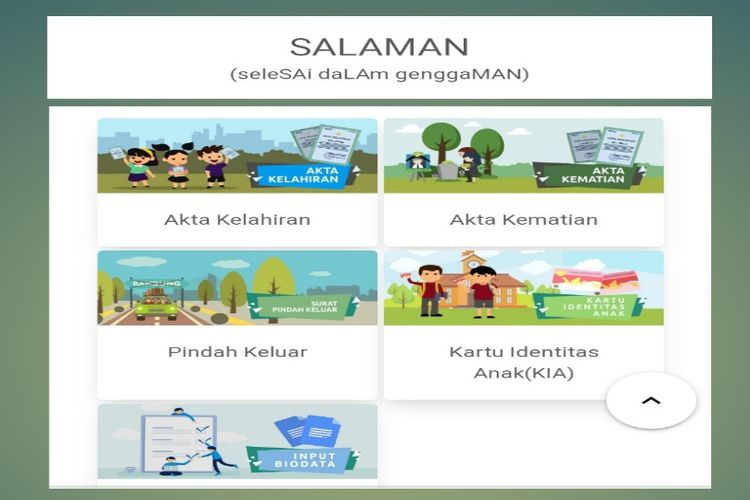 SALAMAN
(seleSAi daLAm genggaMAN)
AKTA
KELAHIRAN
Akta Kelahiran
AKTA
KEMATIAN
Akta Kematian
BANDUNG
SURAT
PINDAH KELUAR
Pindah Keluar
KARTU
IDENTITAS
ANAK
Kartu Identitas
Anak(KIA)
INPUT
BIODATA